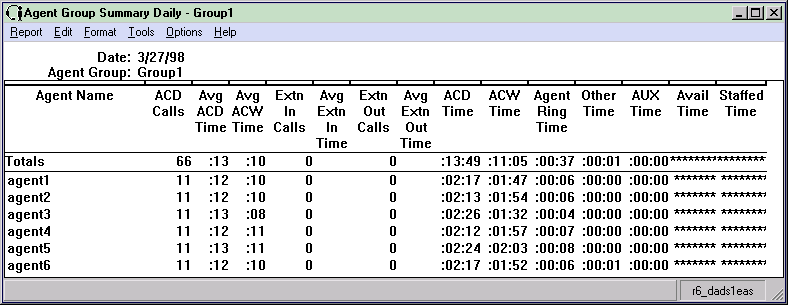 Agent Group Summary Daily - Group1
Report Edit Format Tools Options Help
Date: 3/27/98
Agent Group: Group1
Agent Name ACD Avg Avg Extn Avg Extn Avg ACD ACW Agent Other AUX Avail Staffed
Calls ACD ACW In Extn Out Extn Time Time Ring Time Time Time Time
Time Time Calls In Calls Out Time
Time Time
Totals 66 :13 :10 0 0 :13:49 :11:05 :00:37 :00:01 :00:00 ******** ********
agent1 11 :12 :10 0 0 :02:17 :01:47 :00:06 :00:00 :00:00 ******** ********
agent2 11 :12 :10 0 0 :02:13 :01:54 :00:06 :00:00 :00:00 ******** ********
agent3 11 :13 :08 0 0 :02:26 :01:32 :00:04 :00:00 :00:00 ******** ********
agent4 11 :12 :11 0 0 :02:12 :01:57 :00:07 :00:00 :00:00 ******** ********
agent5 11 :13 :11 0 0 :02:24 :02:03 :00:08 :00:00 :00:00 ******** ********
agent6 11 :12 :10 0 0 :02:17 :01:52 :00:06 :00:01 :00:00 ******** ********
r6_dads1eas